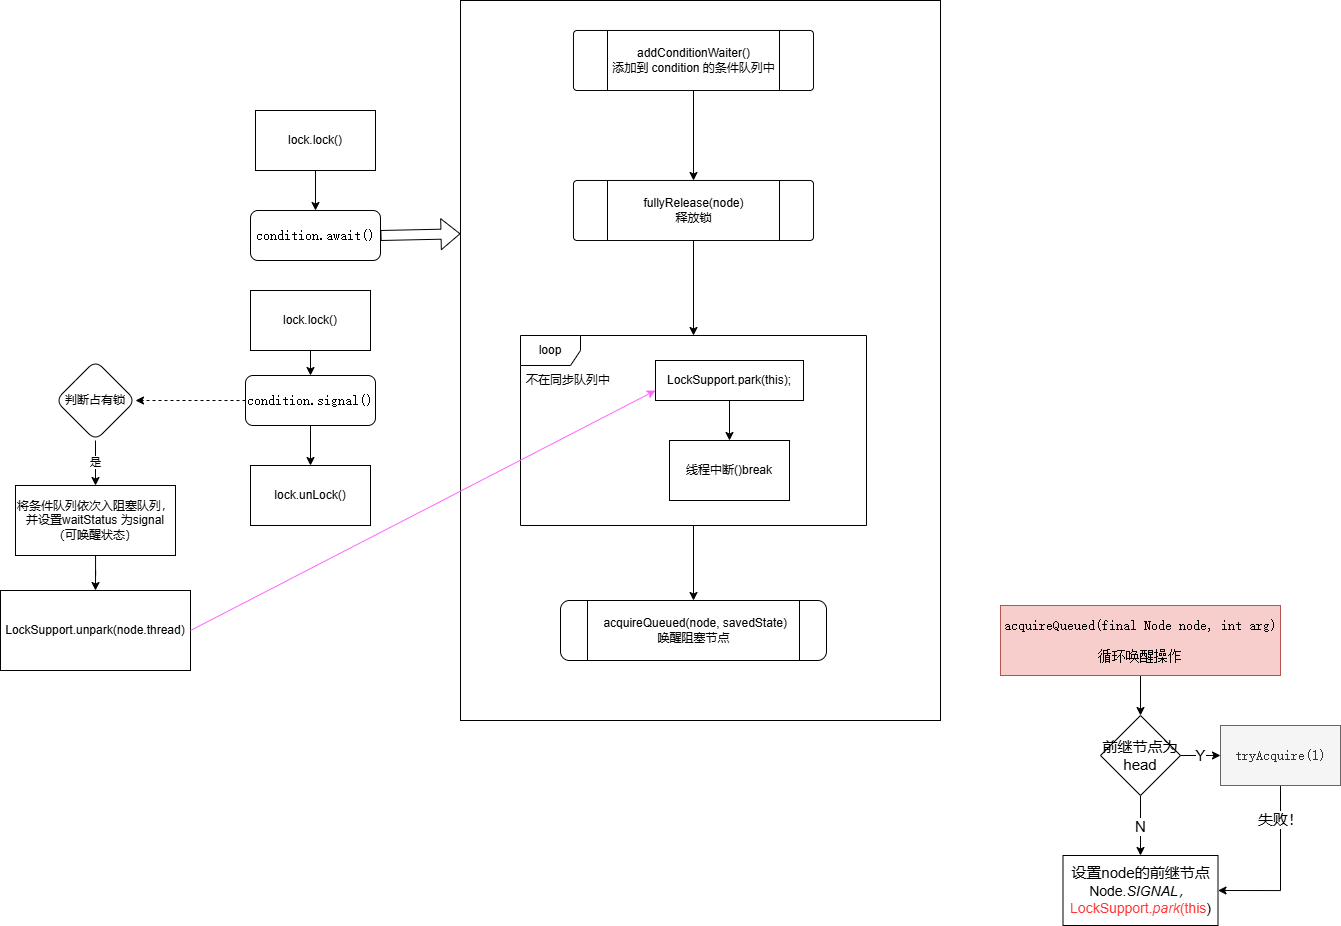 addConditionWaiter()
添加到 condition 的条件队列中
lock.lock()
fullyRelease(node)
释放锁
condition.await()
lock.lock()
loop
不在同步队列中
LockSupport.park(this);
判断占有锁
condition.signal()
是
线程中断()break
lock.unLock()
将条件队列依次入阻塞队列,
并设置waitStatus 为signal
（可唤醒状态）
LockSupport.unpark(node.thread)
acquireQueued(node, savedState)
唤醒阻塞节点
acquireQueued(final Node node, int arg)
循环唤醒操作
前继节点为
head
Y
tryAcquire(1)
失败！
N
设置node的前继节点
Node.SIGNAL，
LockSupport.park(this)